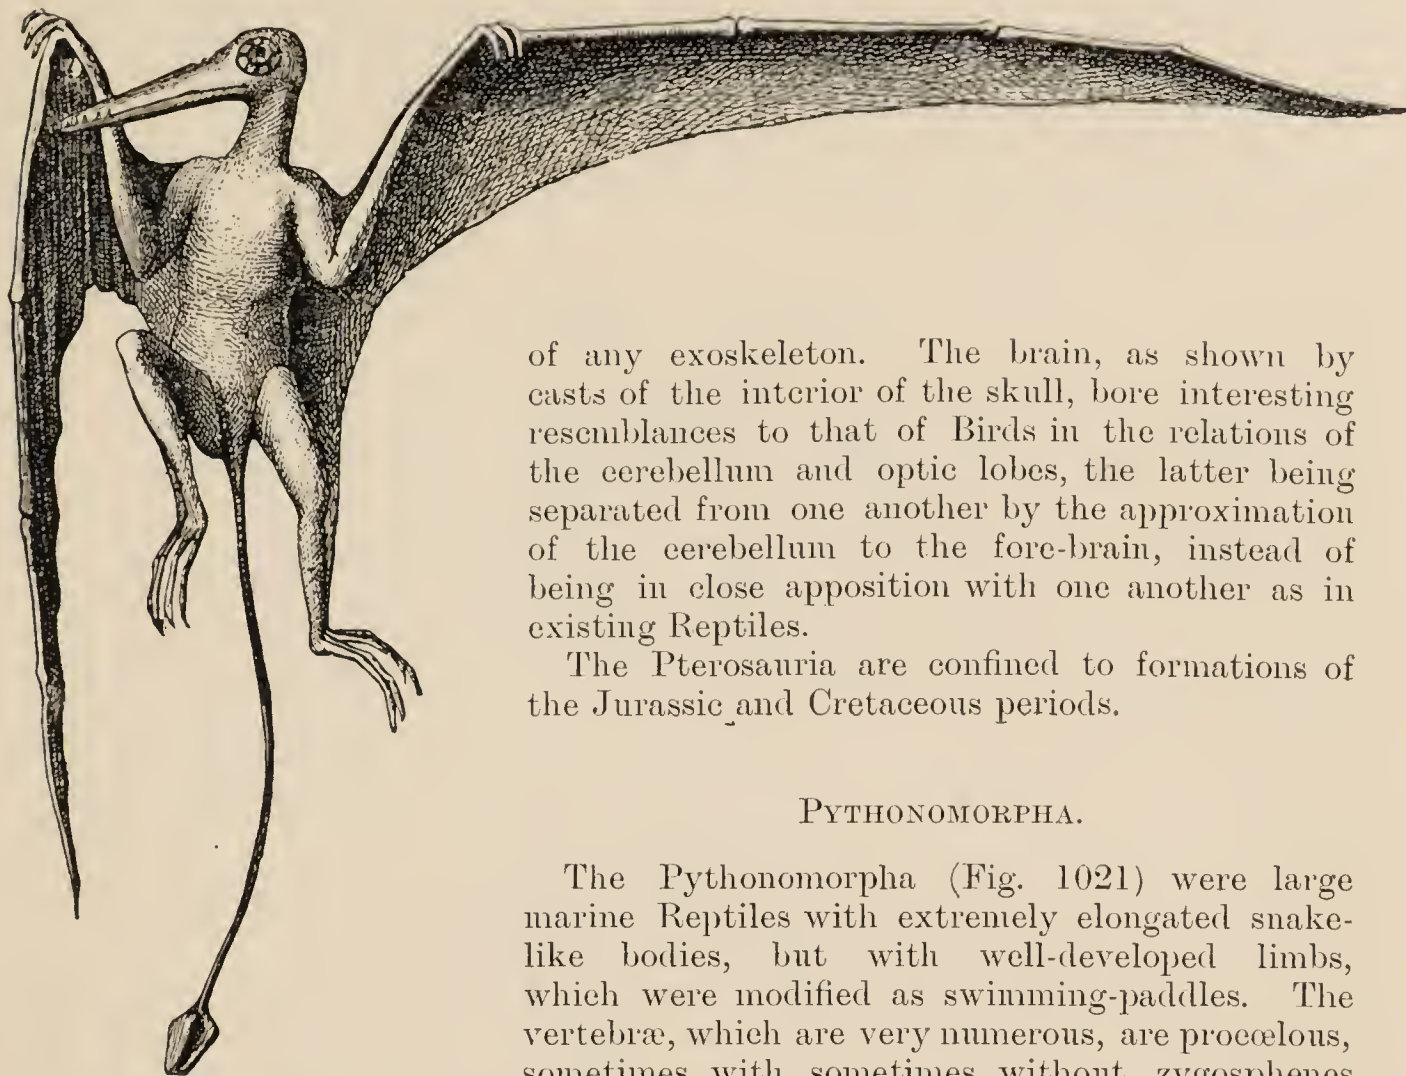 of any exoskeleton. The brain, as shown by
casts of the interior of the skull, bore interesting
resemblances to that of Birds in the relations of
the cerebellum and optic lobes, the latter being
separated from one another by the approximation
of the cerebellum to the fore-brain, instead of
being in close apposition with one another as in
existing Reptiles.
The Pterosauria are confined to formations of
the Jurassic and Cretaceous periods.
PYTHONOMORPHA.
The Pythonomorpha (Fig. 1021) were large
marine Reptiles with extremely elongated snake-
like bodies, but with well-developed limbs,
which were modified as swimming-paddles. The
vertebræ, which are very numerous, are procœlous,
sometimes with sometimes without zygosphenes